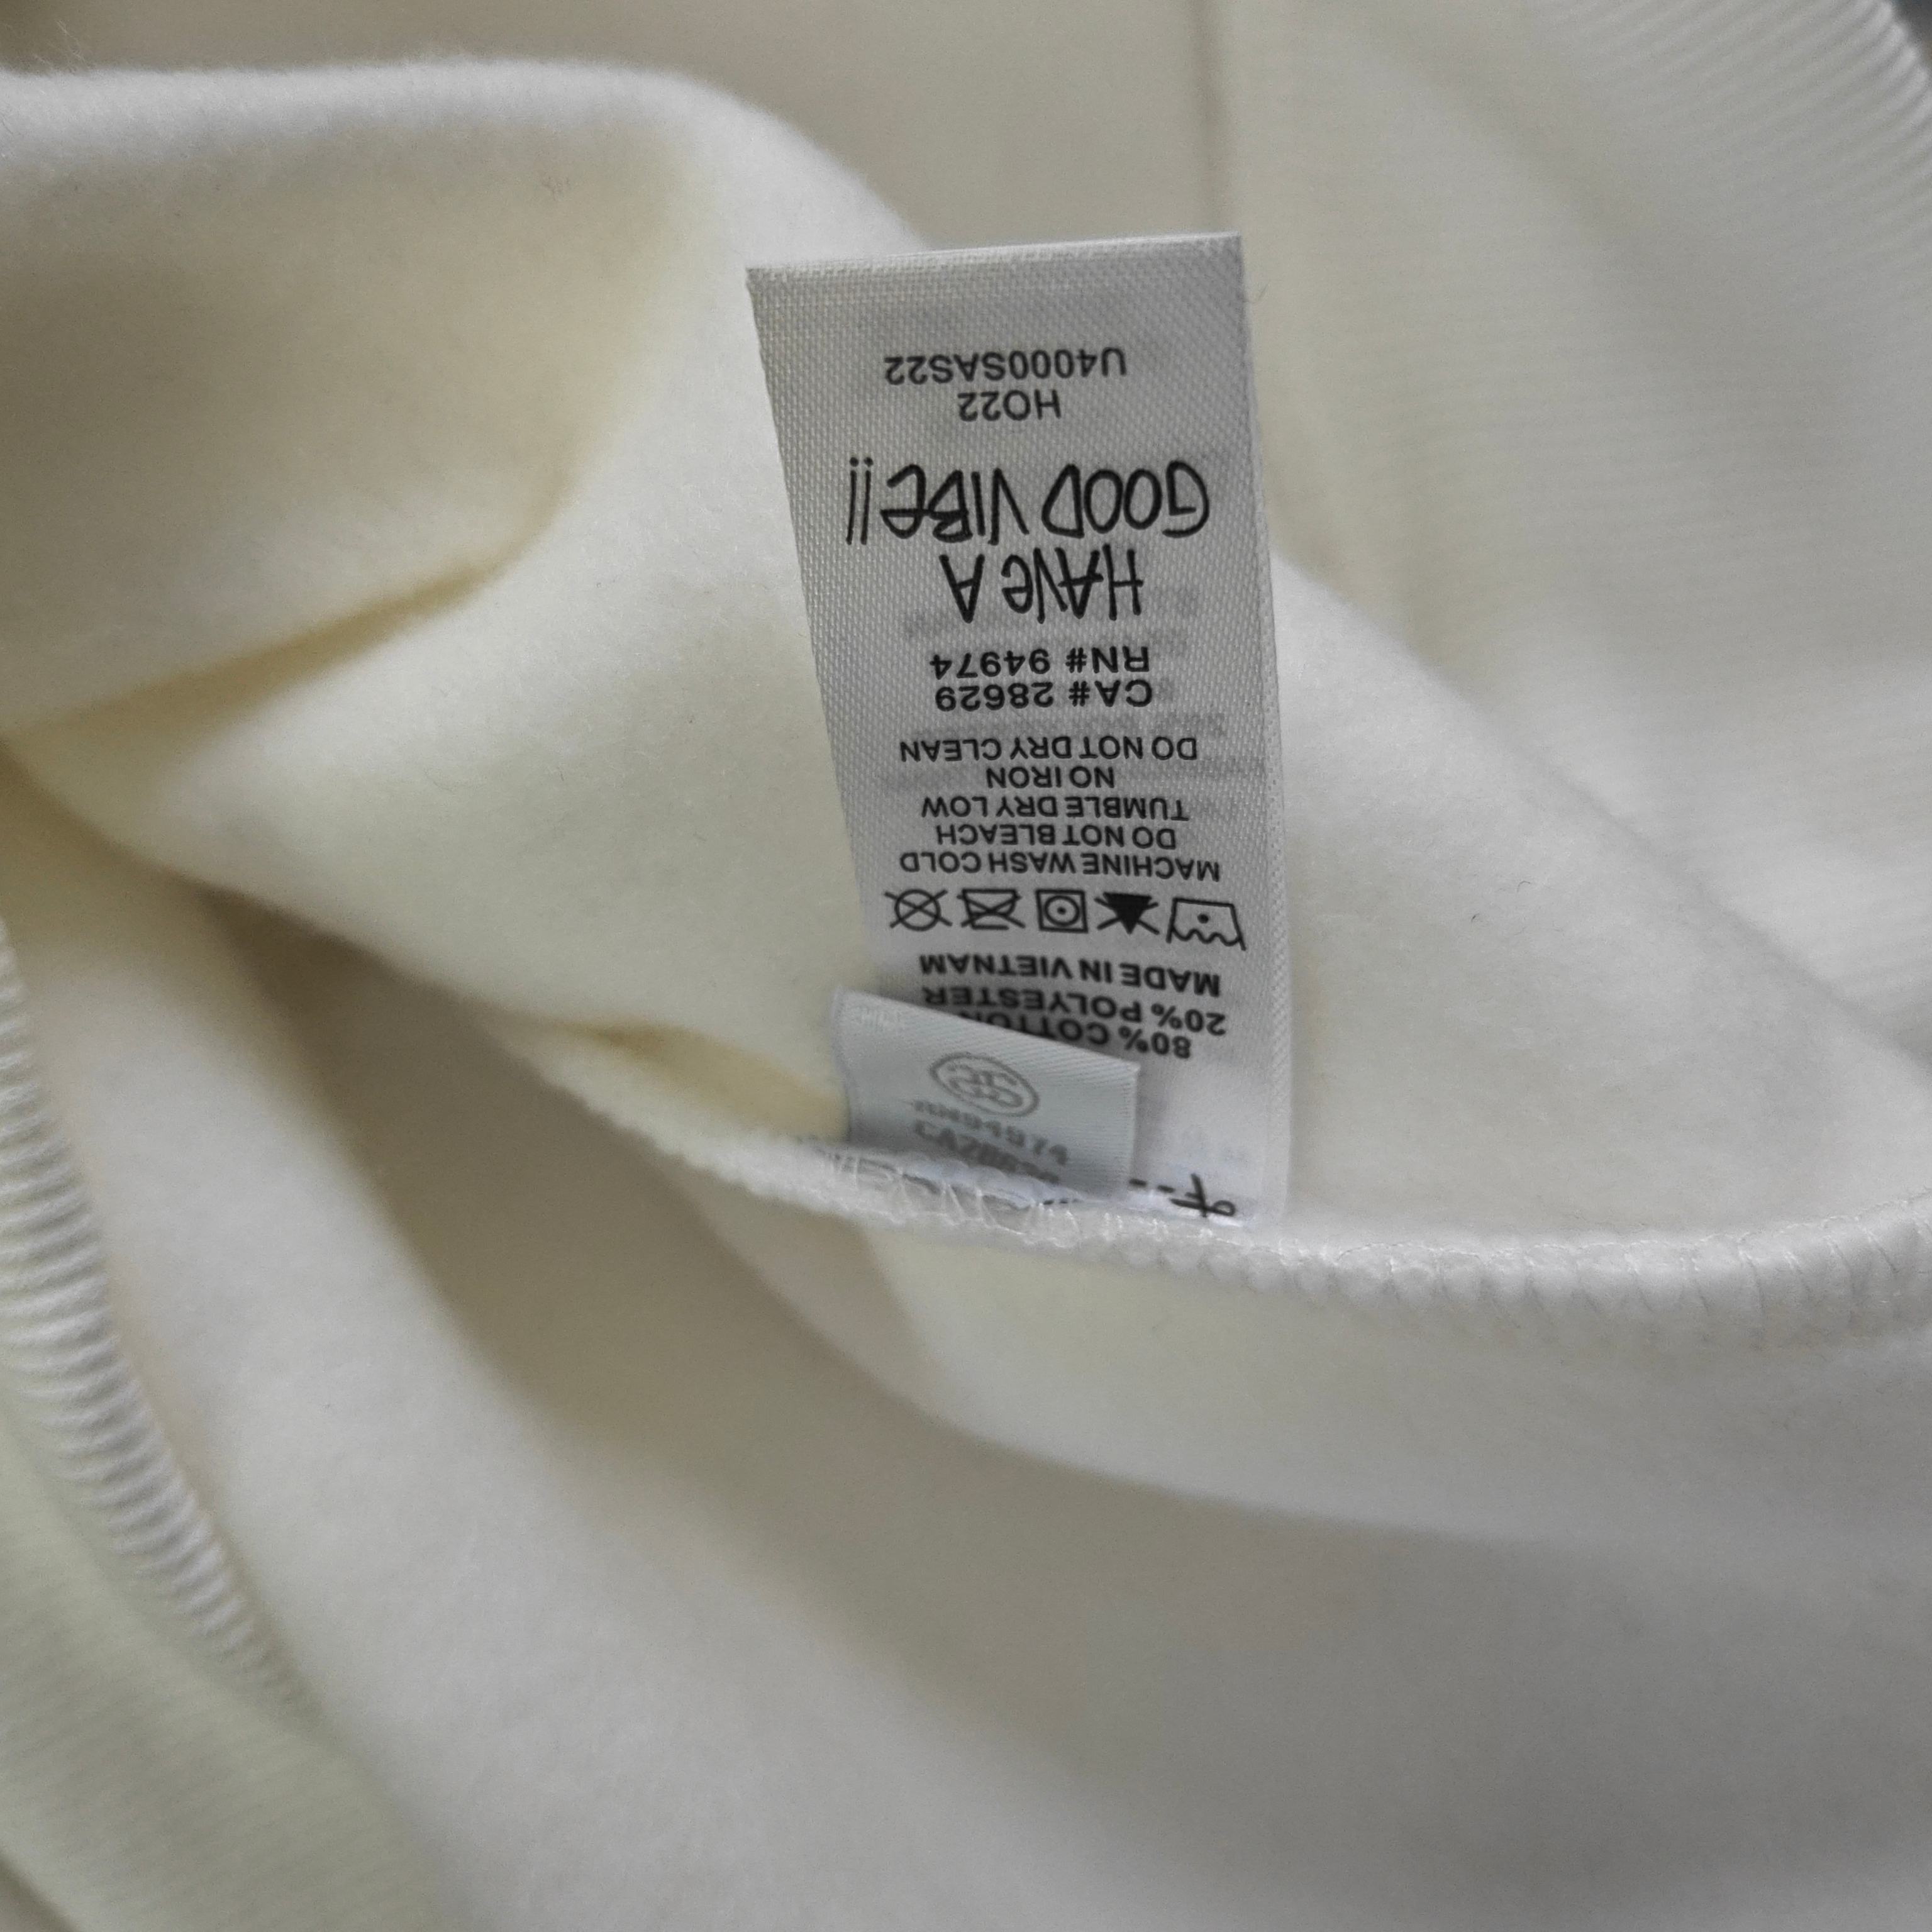 80% COTTON
20% POLYESTER
MADE IN VIETNAM
MACHINE WASH COLD
DO NOT BLEACH
TUMBLE DRY LOW
NO IRON
DO NOT DRY CLEAN
CA# 28629
RN# 94974
HAVE A
GOOD VIBE!!
HO22
U4000SAS22
RN94974